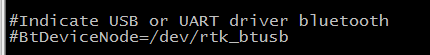 #Indicate USB or UART driver bluetooth
#BtDeviceNode=/dev/rtk_btusb